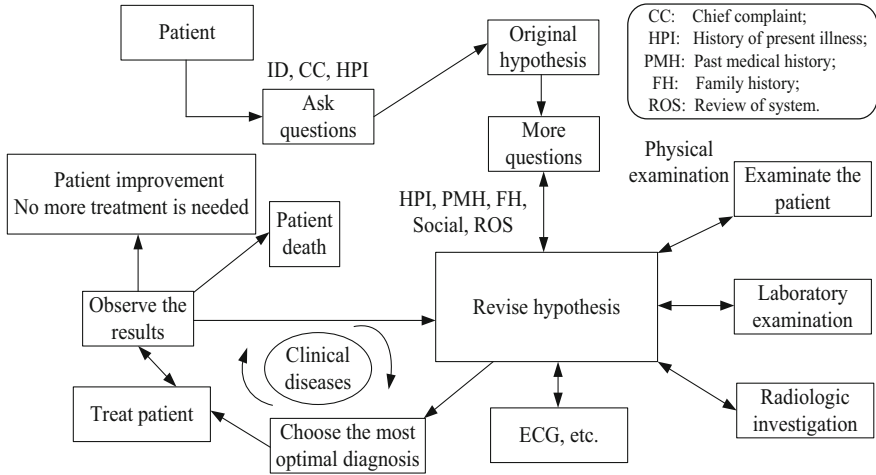 Patient
ID, CC, HPI
Ask
questions
Original
hypothesis
More
questions
CC: Chief complaint;
HPI: History of present illness;
PMH: Past medical history;
FH: Family history;
ROS: Review of system.
Patient improvement
No more treatment is needed
Patient
death
HPI, PMH, FH,
Social, ROS
Physical
examination
Examinate the
patient
Observe the
results
Revise hypothesis
Laboratory
examination
Clinical
diseases
Treat patient
Choose the most
optimal diagnosis
ECG, etc.
Radiologic
investigation